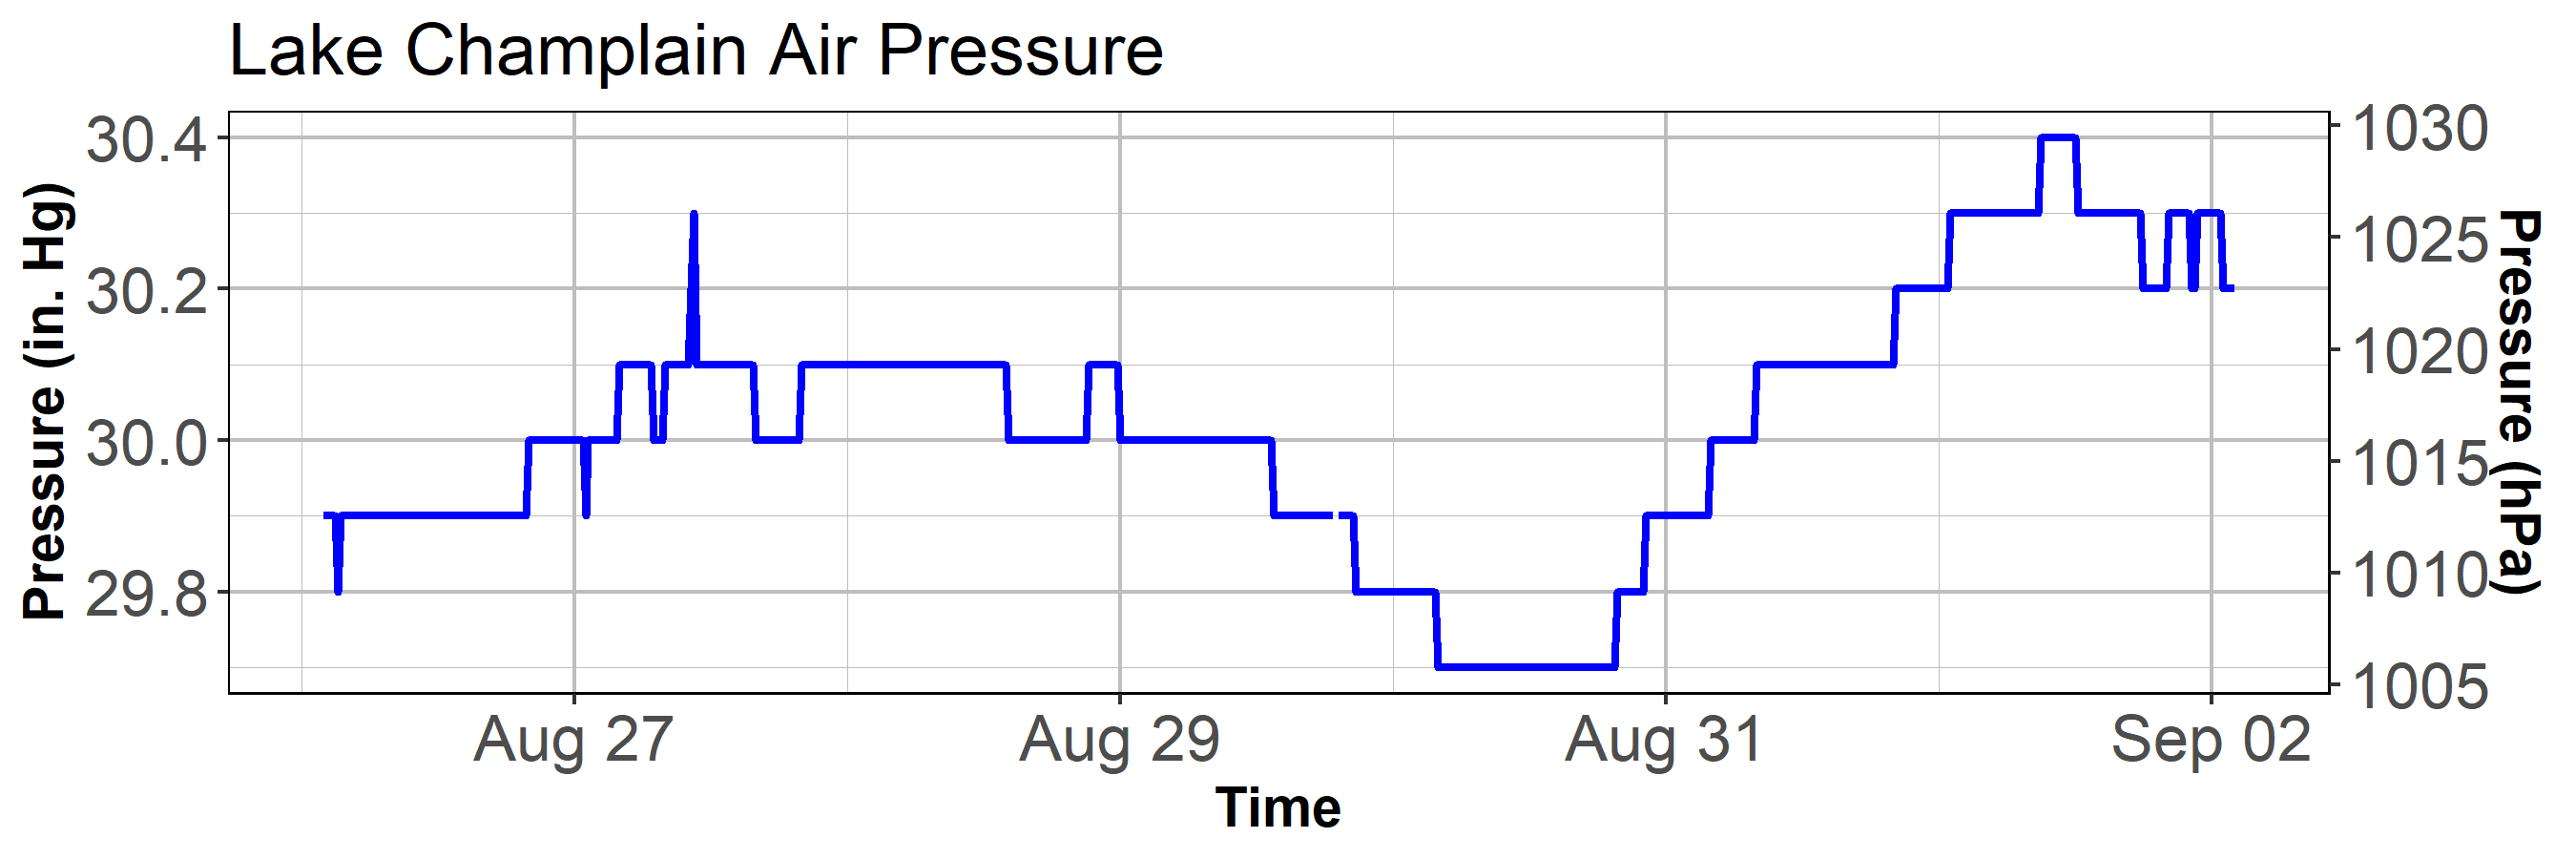 Lake Champlain Air Pressure
Pressure (in. Hg)
30.4
30.2
30.0
29.8
1030
1025
1020
1015
1010
1005
Pressure (hPa)
Aug 27 Aug 29 Aug 31 Sep 02
Time